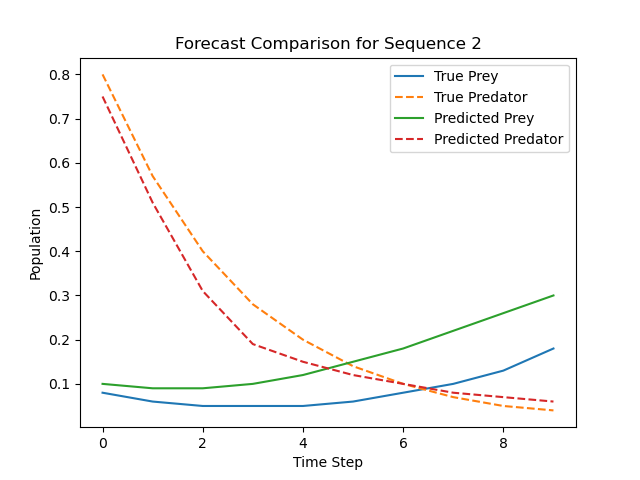 Forecast Comparison for Sequence 2
True Prey
True Predator
Predicted Prey
Predicted Predator
Population
0.8
0.7
0.6
0.5
0.4
0.3
0.2
0.1
0 2 4 6 8
Time Step